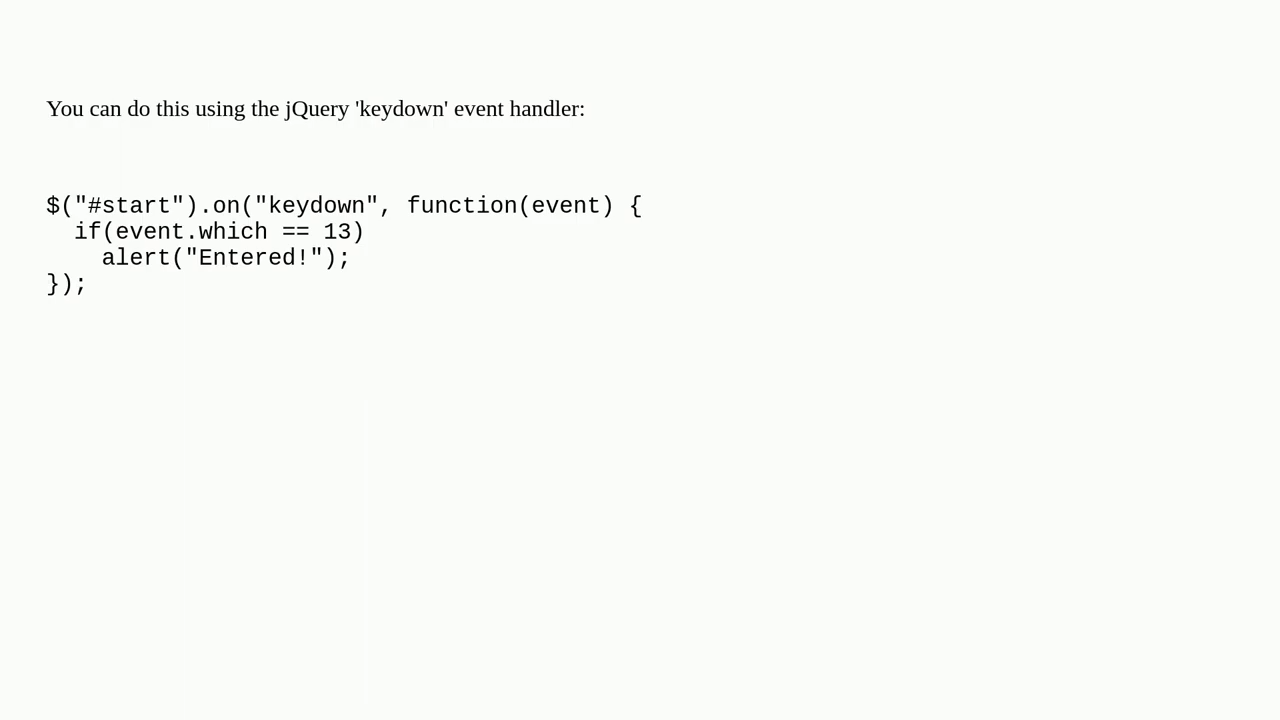 You can do this using the jQuery 'keydown' event handler:
$("#start").on("keydown", function(event) {
  if(event.which == 13)
    alert("Entered!");
});